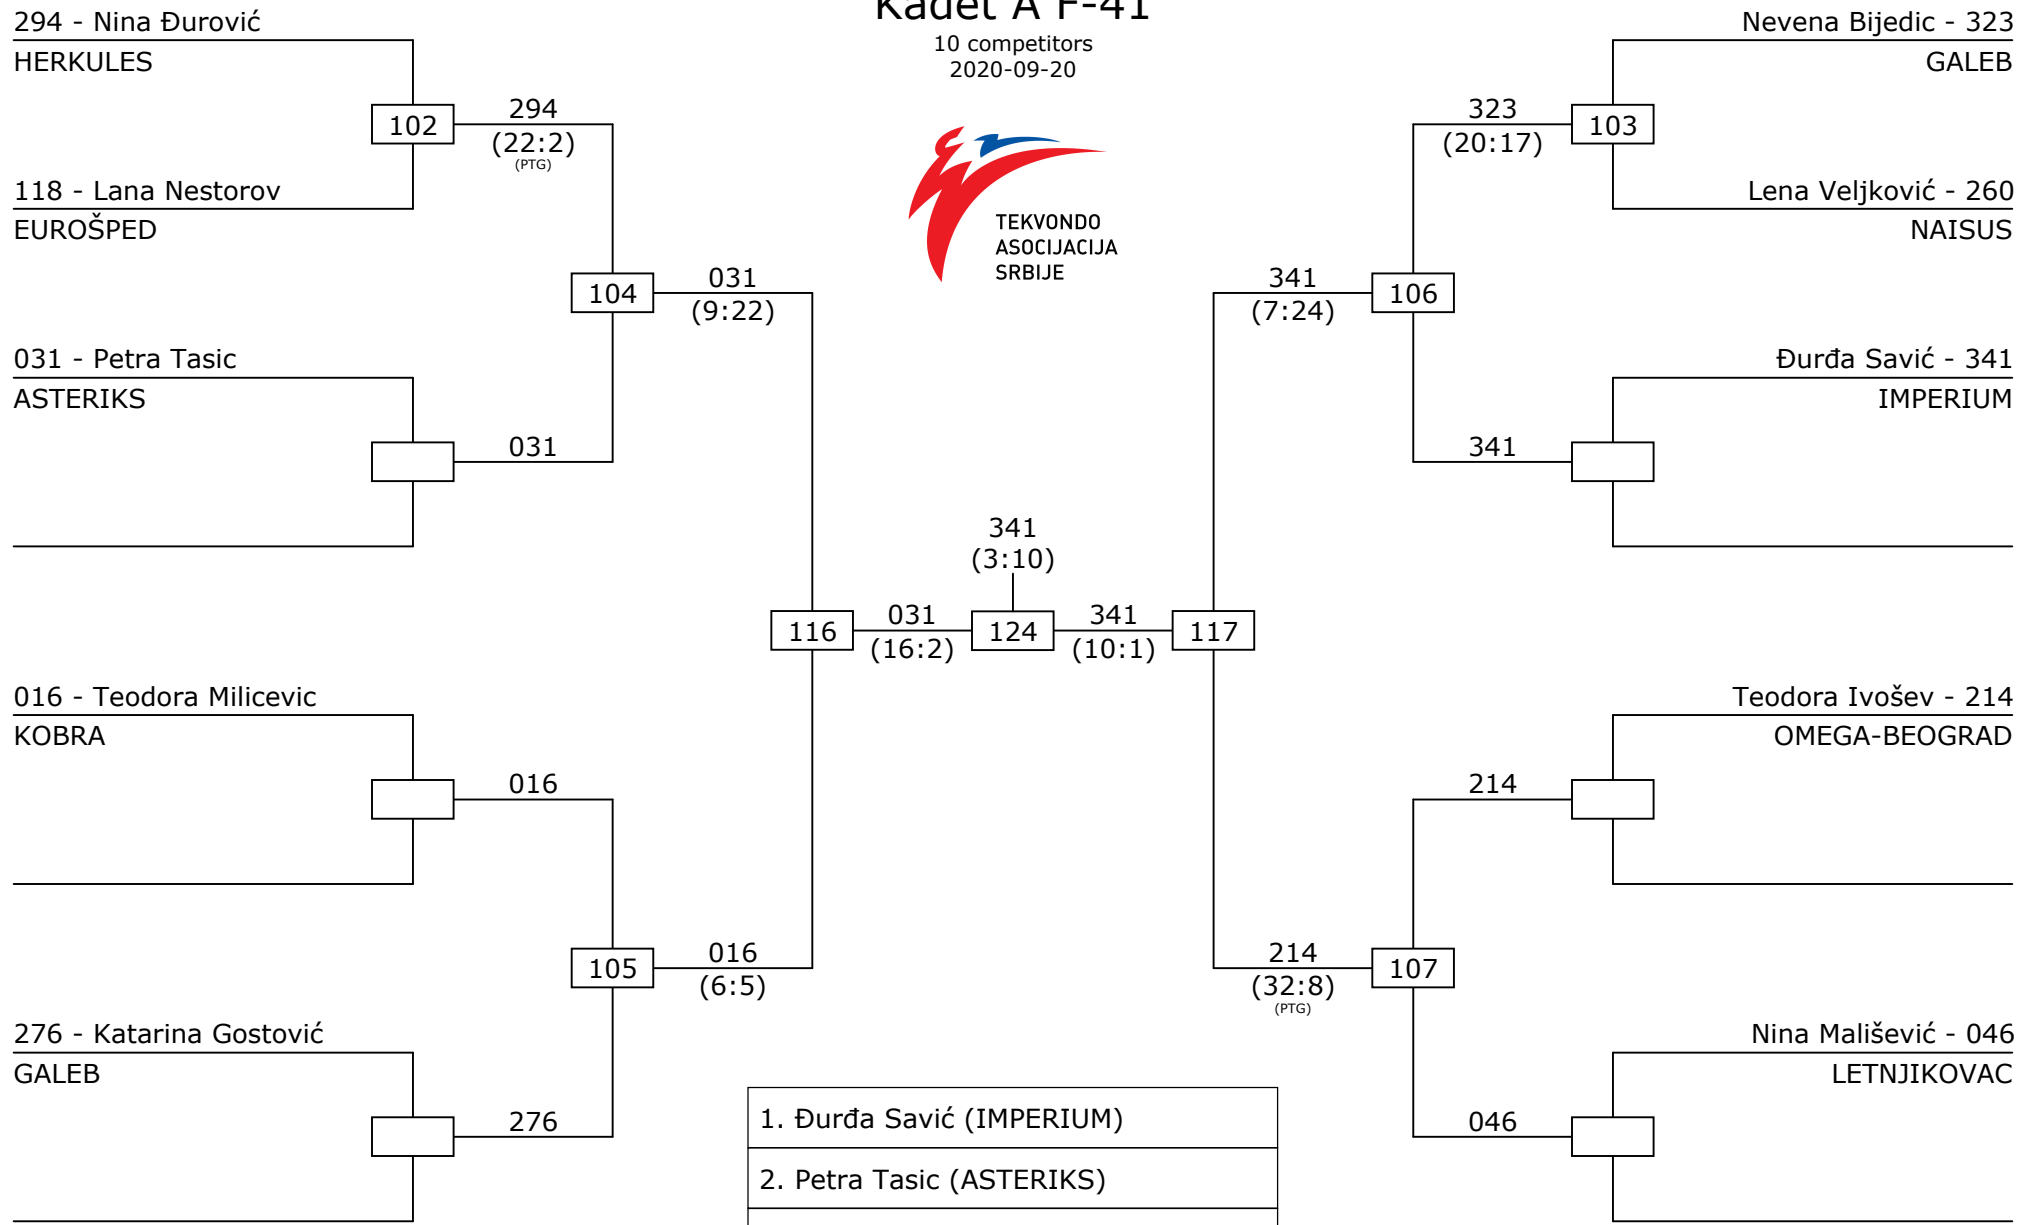 Kadet A F-41
10 competitors
2020-09-20
TEKVONDO
ASOCIJACIJA
SRBIJE
294 - Nina Đurović
HERKULES
102
294
(22:2)
(PTG)
118 - Lana Nestorov
EUROŠPED
104
031
(9:22)
031 - Petra Tasic
ASTERIKS
031
116
031
(16:2)
016 - Teodora Milicevic
KOBRA
016
105
016
(6:5)
276 - Katarina Gostović
GALEB
276
341
(3:10)
124
Nevena Bijedic - 323
GALEB
323
(20:17)
103
Lena Veljković - 260
NAISUS
341
(7:24)
106
Đurđa Savić - 341
IMPERIUM
341
341
(10:1)
117
Teodora Ivošev - 214
OMEGA-BEOGRAD
214
214
(32:8)
(PTG)
107
Nina Mališević - 046
LETNJIKOVAC
046
1. Đurđa Savić (IMPERIUM)
2. Petra Tasic (ASTERIKS)